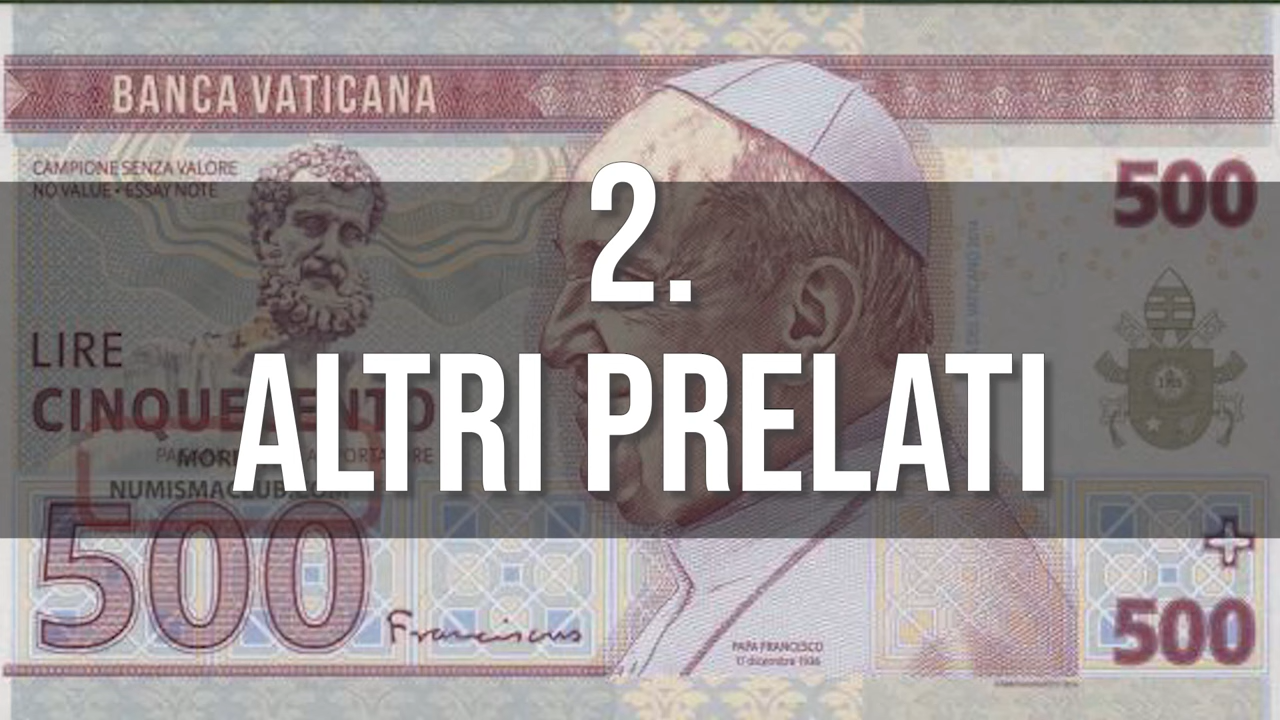 BANCA VATICANA
CAMPIONE SENZA VALORE
NO VALUE • ESSAY NOTE
500
2.
LIRE
ALTRI PRELATI
NUMISMACLUB.COM
500
Franciscus
PAPA FRANCESCO
17 dicembre 1936
500